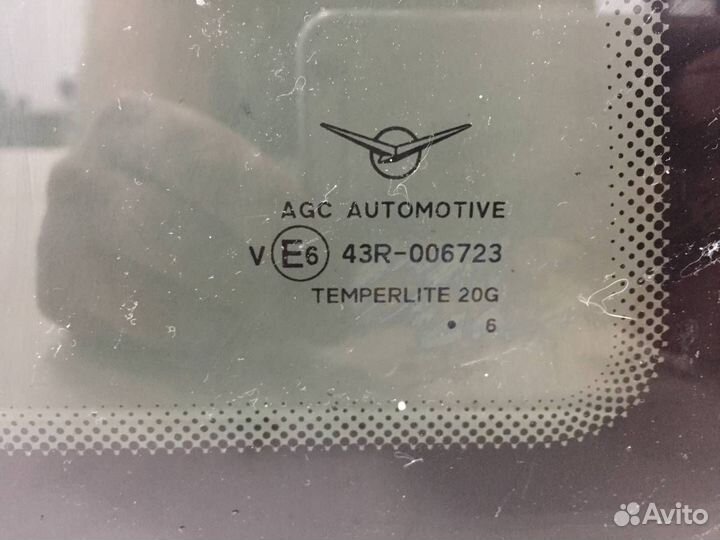 AGC AUTOMOTIVE
V E6 43R-006723
TEMPERLITE 20G
• 6
Avito